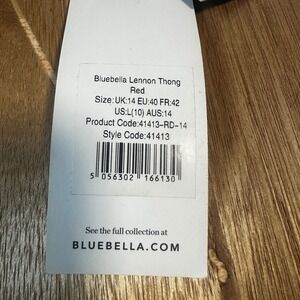 Bluebella Lennon Thong
Red
Size:UK:14 EU:40 FR:42
US:L(10) AUS:14
Product Code:41413-RD-14
Style Code:41413
5 056302 166130
See the full collection at
BLUEBELLA.COM